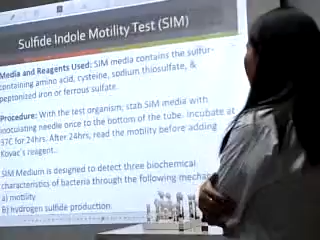 Sulfide Indole Motility Test (SIM)
Media and Reagents Used: SIM media contains the sulfur-
containing amino acid, cysteine, sodium thiosulfate, &
peptonized iron or ferrous sulfate.
Procedure: With the test organism; stab SIM media with
inoculating needle once to the bottom of the tube. Incubate at
37C for 24hrs. After 24hrs, read the motility before adding
Kovac's reagent..
SIM Medium is designed to detect three biochemical
characteristics of bacteria through the following mechan
a) motility
B) hydrogen sulfide production